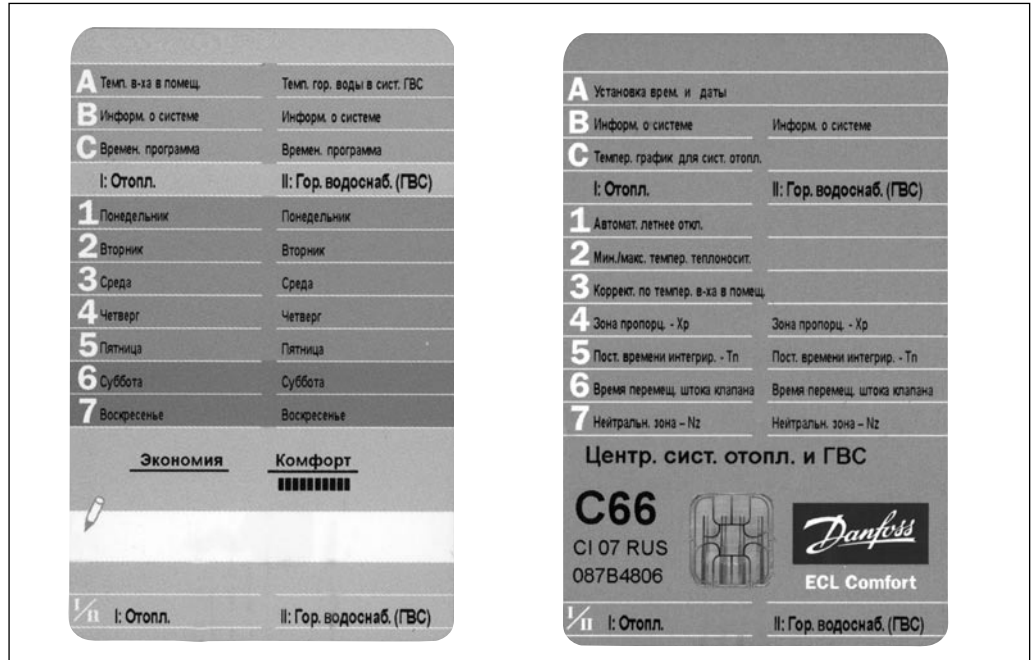 A Темп. в-ха в помещ. Темп. гор. воды в сист. ГВС
B Информ. о системе Информ. о системе
C Времен. программа Времен. программа
I: Отопл. II: Гор. водоснаб. (ГВС)
1 Понедельник Понедельник
2 Вторник Вторник
3 Среда Среда
4 Четверг Четверг
5 Пятница Пятница
6 Суббота Суббота
7 Воскресенье Воскресенье
Экономия Комфорт
I/II I: Отопл. II: Гор. водоснаб. (ГВС)
A Установка врем. и даты
B Информ. о системе Информ. о системе
C Темпер. график для сист. отопл.
I: Отопл. II: Гор. водоснаб. (ГВС)
1 Автомат. летнее откл.
2 Мин./макс. темпер. теплоносит.
3 Коррект. по темпер. в-ха в помещ.
4 Зона пропорц. - Xp Зона пропорц. - Xp
5 Пост. времени интегрир. - Tn Пост. времени интегрир. - Tn
6 Время перемещ. штока клапана Время перемещ. штока клапана
7 Нейтральн. зона – Nz Нейтральн. зона – Nz
Центр. сист. отопл. и ГВС
C66
CI 07 RUS
087B4806
Danfoss
ECL Comfort
I/II I: Отопл. II: Гор. водоснаб. (ГВС)